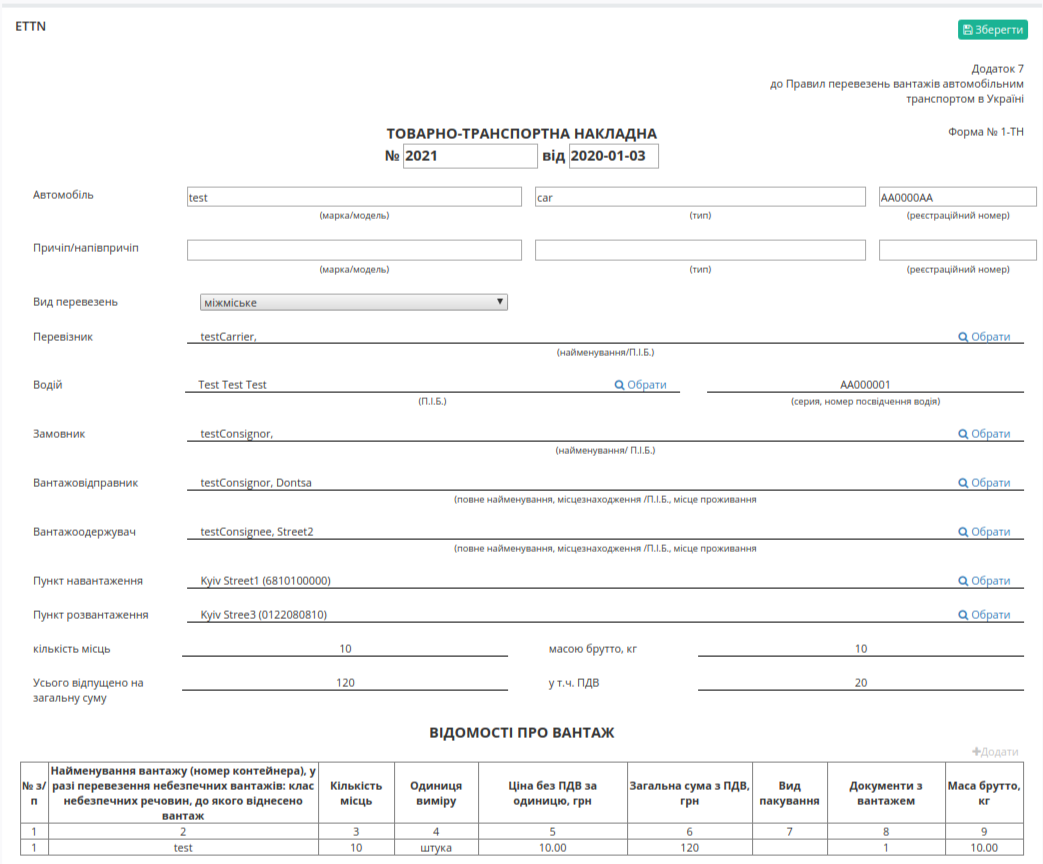 ETTN
Зберегти
Додаток 7
до Правил перевезень вантажів автомобільним
транспортом в Україні
Форма № 1-ТН
ТОВАРНО-ТРАНСПОРТНА НАКЛАДНА
№ 2021 від 2020-01-03
Автомобіль test car AA0000AA
(марка/модель) (тип) (реєстраційний номер)
Причіп/напівпричіп
(марка/модель) (тип) (реєстраційний номер)
Вид перевезень міжміське
Перевізник testCarrier, Обрати
(найменування/П.І.Б.)
Водій Test Test Test Обрати AA000001
(П.І.Б.) (серия, номер посвідчення водія)
Замовник testConsignor, Обрати
(найменування/ П.І.Б.)
Вантажовідправник testConsignor, Dontsa Обрати
(повне найменування, місцезнаходження /П.І.Б., місце проживання
Вантажоодержувач testConsignee, Street2 Обрати
(повне найменування, місцезнаходження /П.І.Б., місце проживання
Пункт навантаження Kyiv Street1 (6810100000) Обрати
Пункт розвантаження Kyiv Stree3 (0122080810) Обрати
кількість місць 10 масою брутто, кг 10
Усього відпущено на 120 у т.ч. ПДВ 20
загальну суму
ВІДОМОСТІ ПРО ВАНТАЖ
Додати
Найменування вантажу (номер контейнера), у
№ з/ разі перевезення небезпечних вантажів: клас Кількість Одиниця Ціна без ПДВ за Загальна сума з ПДВ, Вид Документи з Маса брутто,
п небезпечних речовин, до якого віднесено місць виміру одиницю, грн грн пакування вантажем кг
вантаж
1 2 3 4 5 6 7 8 9
1 test 10 штука 10.00 120 1 10.00